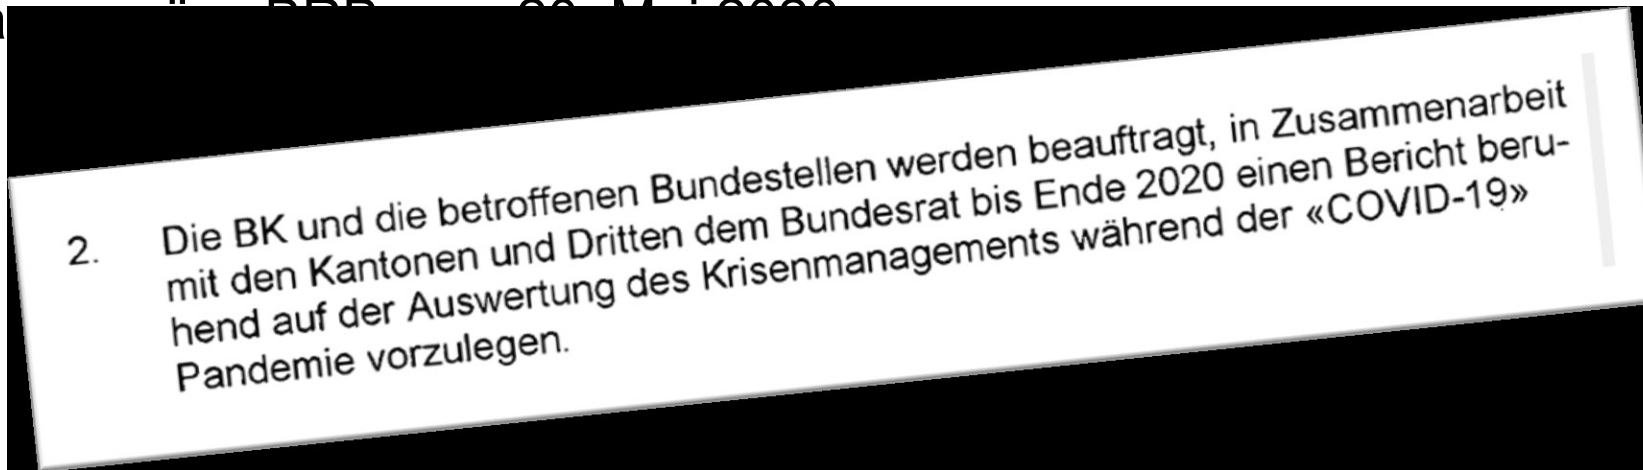 2. Die BK und die betroffenen Bundestellen werden beauftragt, in Zusammenarbeit
mit den Kantonen und Dritten dem Bundesrat bis Ende 2020 einen Bericht beru-
hend auf der Auswertung des Krisenmanagements während der «COVID-19»
Pandemie vorzulegen.